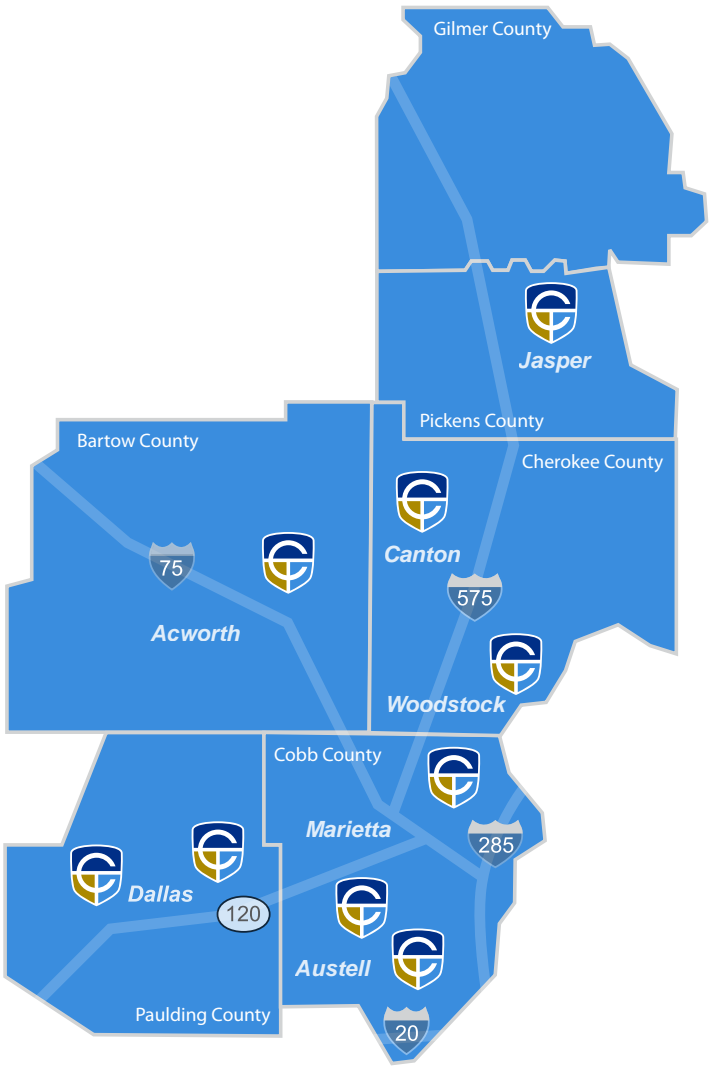 Gilmer County
Jasper
Pickens County
Bartow County
Cherokee County
Canton
75
575
Acworth
Woodstock
Cobb County
Marietta
285
Dallas
120
Austell
Paulding County
20